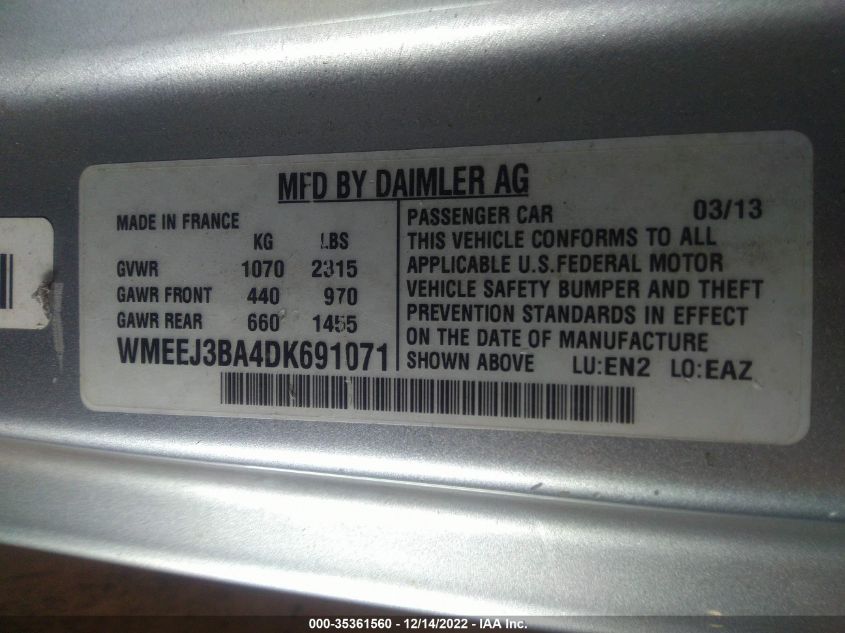 MFD BY DAIMLER AG
MADE IN FRANCE
KG LBS
GVWR 1070 2315
GAWR FRONT 440 970
GAWR REAR 660 1455
WMEEJ3BA4DK691071
PASSENGER CAR 03/13
THIS VEHICLE CONFORMS TO ALL
APPLICABLE U.S.FEDERAL MOTOR
VEHICLE SAFETY BUMPER AND THEFT
PREVENTION STANDARDS IN EFFECT
ON THE DATE OF MANUFACTURE
SHOWN ABOVE LU:EN2 LO:EAZ
000-35361560 - 12/14/2022 - IAA Inc.